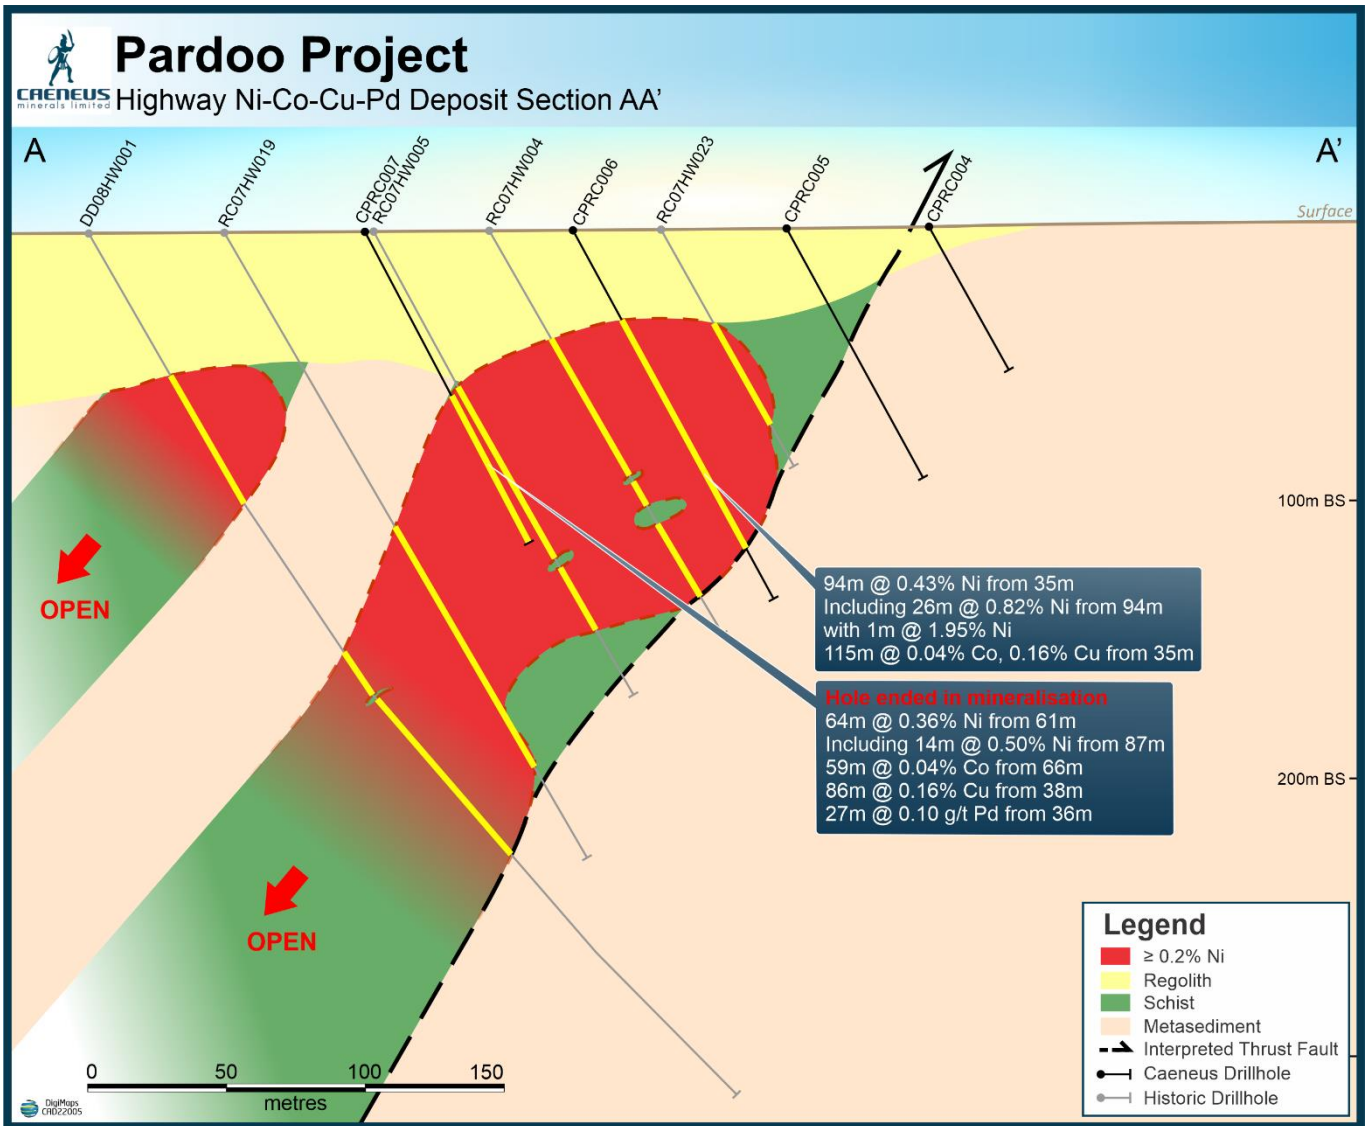 CAENEUS
minerals limited
Pardoo Project
Highway Ni-Co-Cu-Pd Deposit Section AA'
A
A'
DD08HW001
RC07HW019
CPRC007
RC07HW005
RC07HW004
CPRC006
RC07HW023
CPRC005
CPRC004
Surface
100m BS
94m @ 0.43% Ni from 35m
Including 26m @ 0.82% Ni from 94m
with 1m @ 1.95% Ni
115m @ 0.04% Co, 0.16% Cu from 35m
OPEN
Hole ended in mineralisation
64m @ 0.36% Ni from 61m
Including 14m @ 0.50% Ni from 87m
59m @ 0.04% Co from 66m
86m @ 0.16% Cu from 38m
27m @ 0.10 g/t Pd from 36m
200m BS
OPEN
Legend
≥ 0.2% Ni
Regolith
Schist
Metasediment
Interpreted Thrust Fault
Caeneus Drillhole
Historic Drillhole
0 50 100 150
metres
DigiMaps
CAD22005